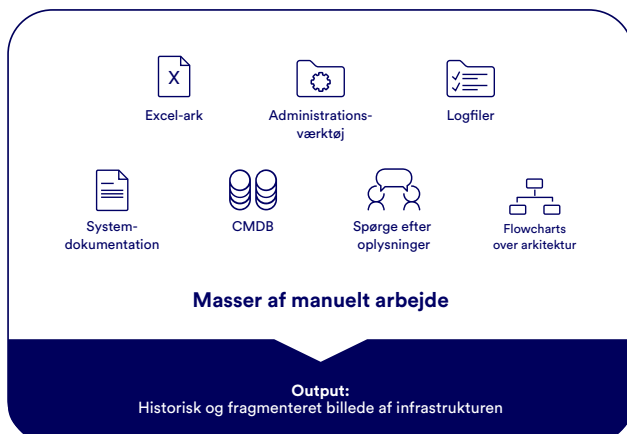 X
Excel-ark
Administrations-
værktøj
Logfiler
System-
dokumentation
CMDB
Spørge efter
oplysninger
Flowcharts
over arkitektur
Masser af manuelt arbejde
Output:
Historisk og fragmenteret billede af infrastrukturen